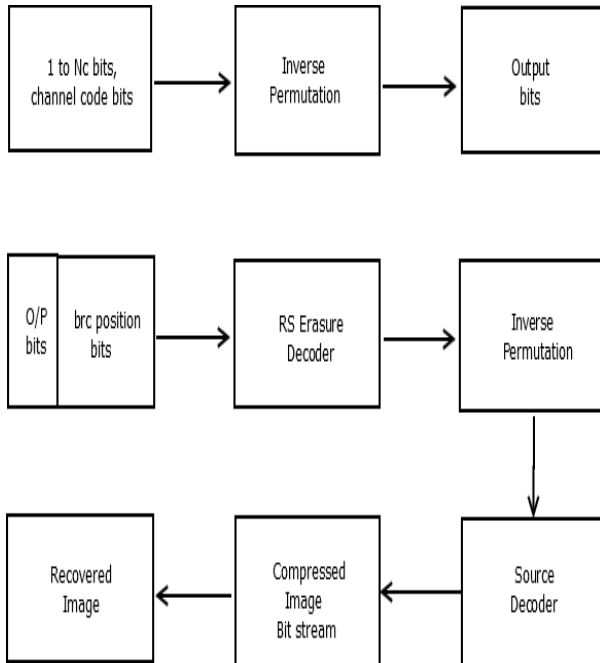 1 to Nc bits,
channel code bits
Inverse
Permutation
Output
bits
O/P
bits
brc position
bits
RS Erasure
Decoder
Inverse
Permutation
Recovered
Image
Compressed
Image
Bit stream
Source
Decoder